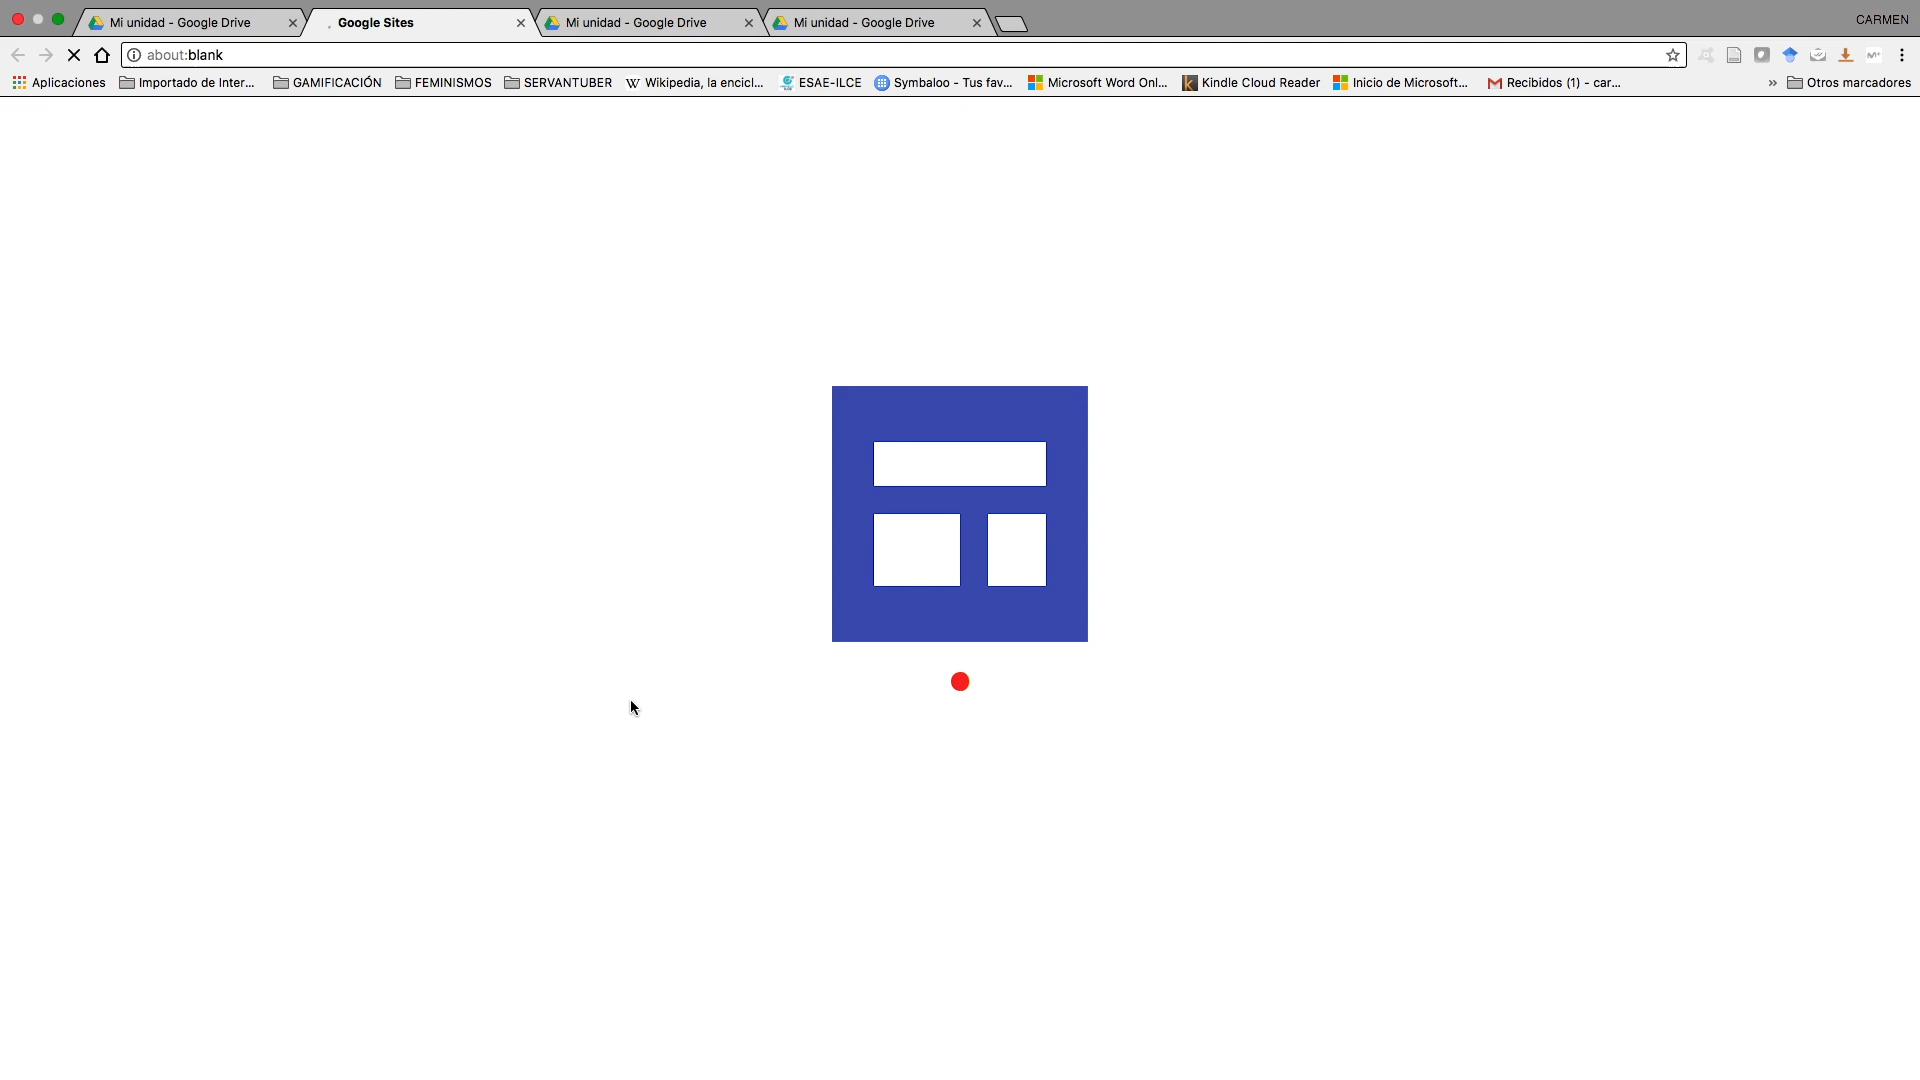 Mi unidad - Google Drive
Google Sites
Mi unidad - Google Drive
Mi unidad - Google Drive
CARMEN
about:blank
Aplicaciones
Importado de Inter...
GAMIFICACIÓN
FEMINISMOS
SERVANTUBER
Wikipedia, la encicl...
ESAE-ILCE
Symbaloo - Tus fav...
Microsoft Word Onl...
Kindle Cloud Reader
Inicio de Microsoft...
Recibidos (1) - car...
» Otros marcadores